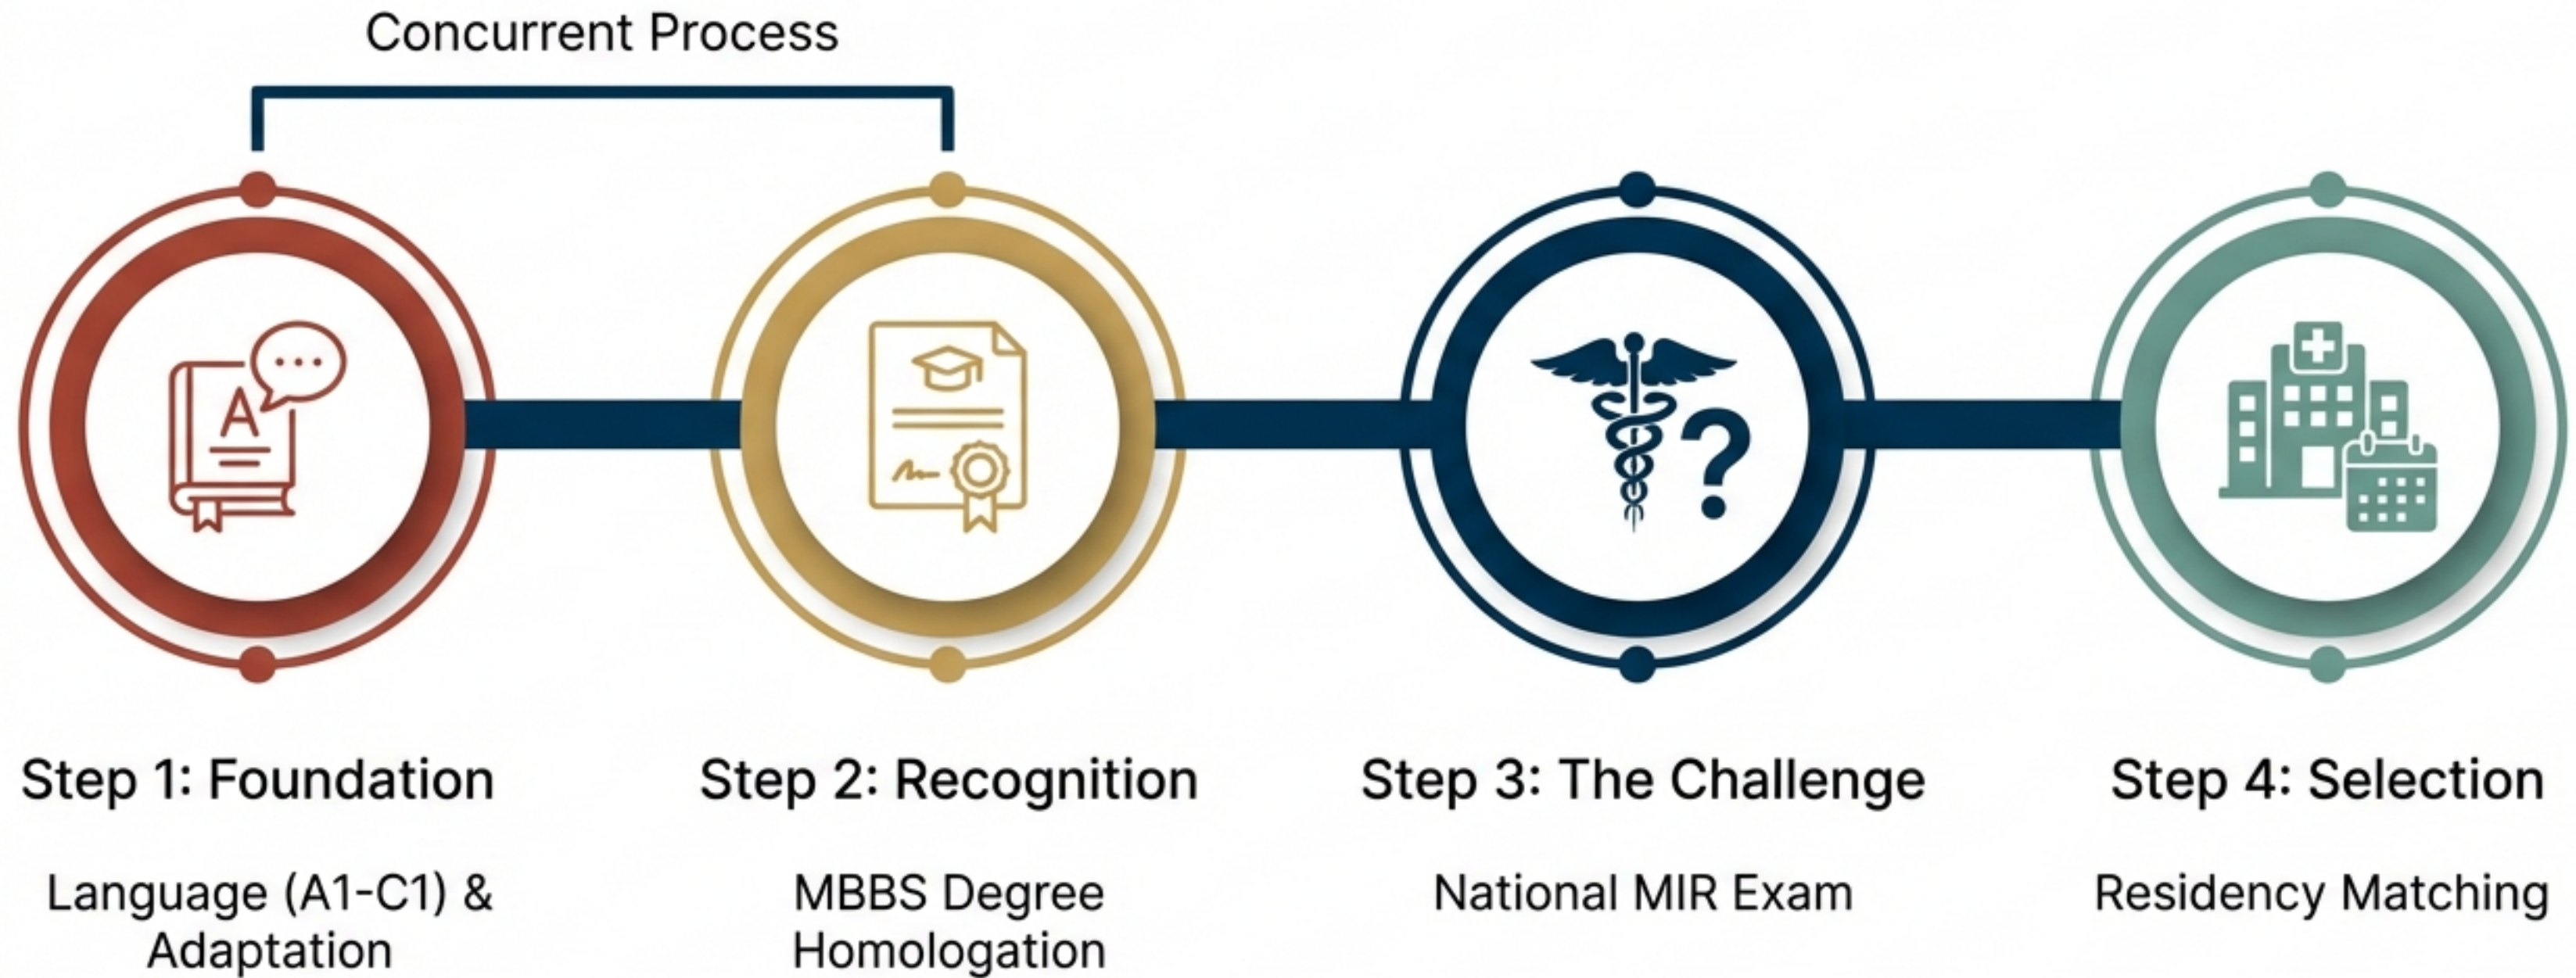 Concurrent Process
A
Step 1: Foundation
Language (A1-C1) &
Adaptation
Step 2: Recognition
MBBS Degree
Homologation
Step 3: The Challenge
National MIR Exam
Step 4: Selection
Residency Matching